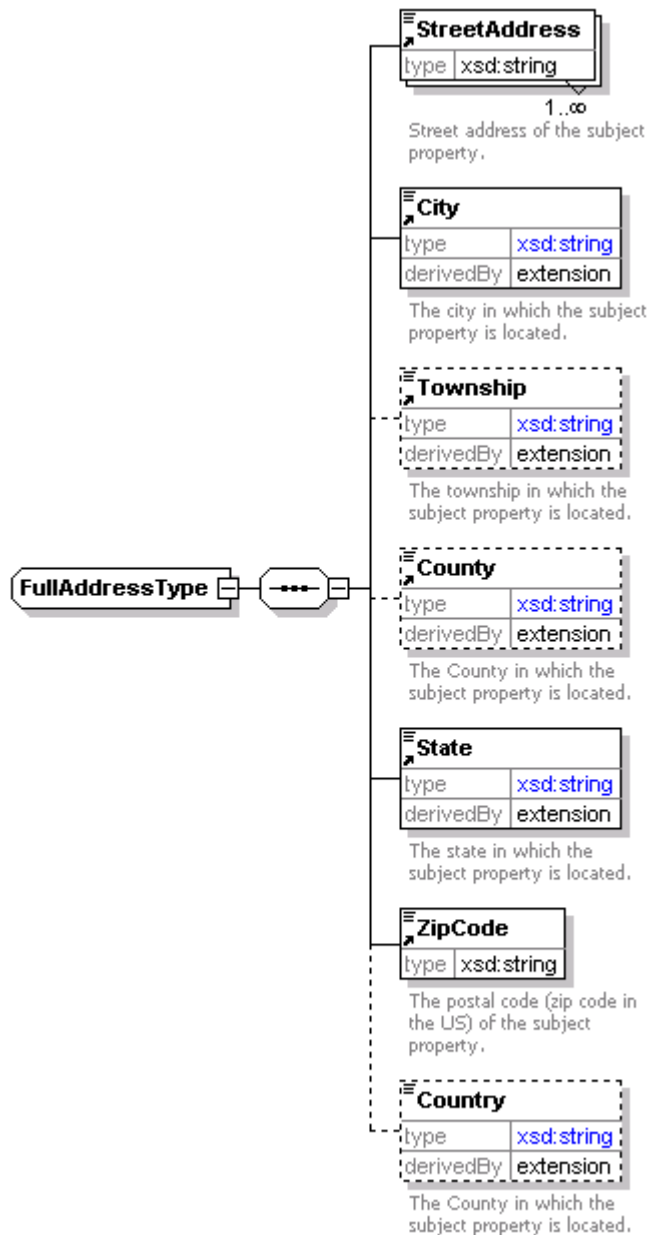 StreetAddress
type xsd:string
1..∞
Street address of the subject
property.
City
type xsd:string
derivedBy extension
The city in which the subject
property is located.
Township
type xsd:string
derivedBy extension
The township in which the
subject property is located.
FullAddressType
County
type xsd:string
derivedBy extension
The County in which the
subject property is located.
State
type xsd:string
derivedBy extension
The state in which the
subject property is located.
ZipCode
type xsd:string
The postal code (zip code in
the US) of the subject
property.
Country
type xsd:string
derivedBy extension
The County in which the
subject property is located.